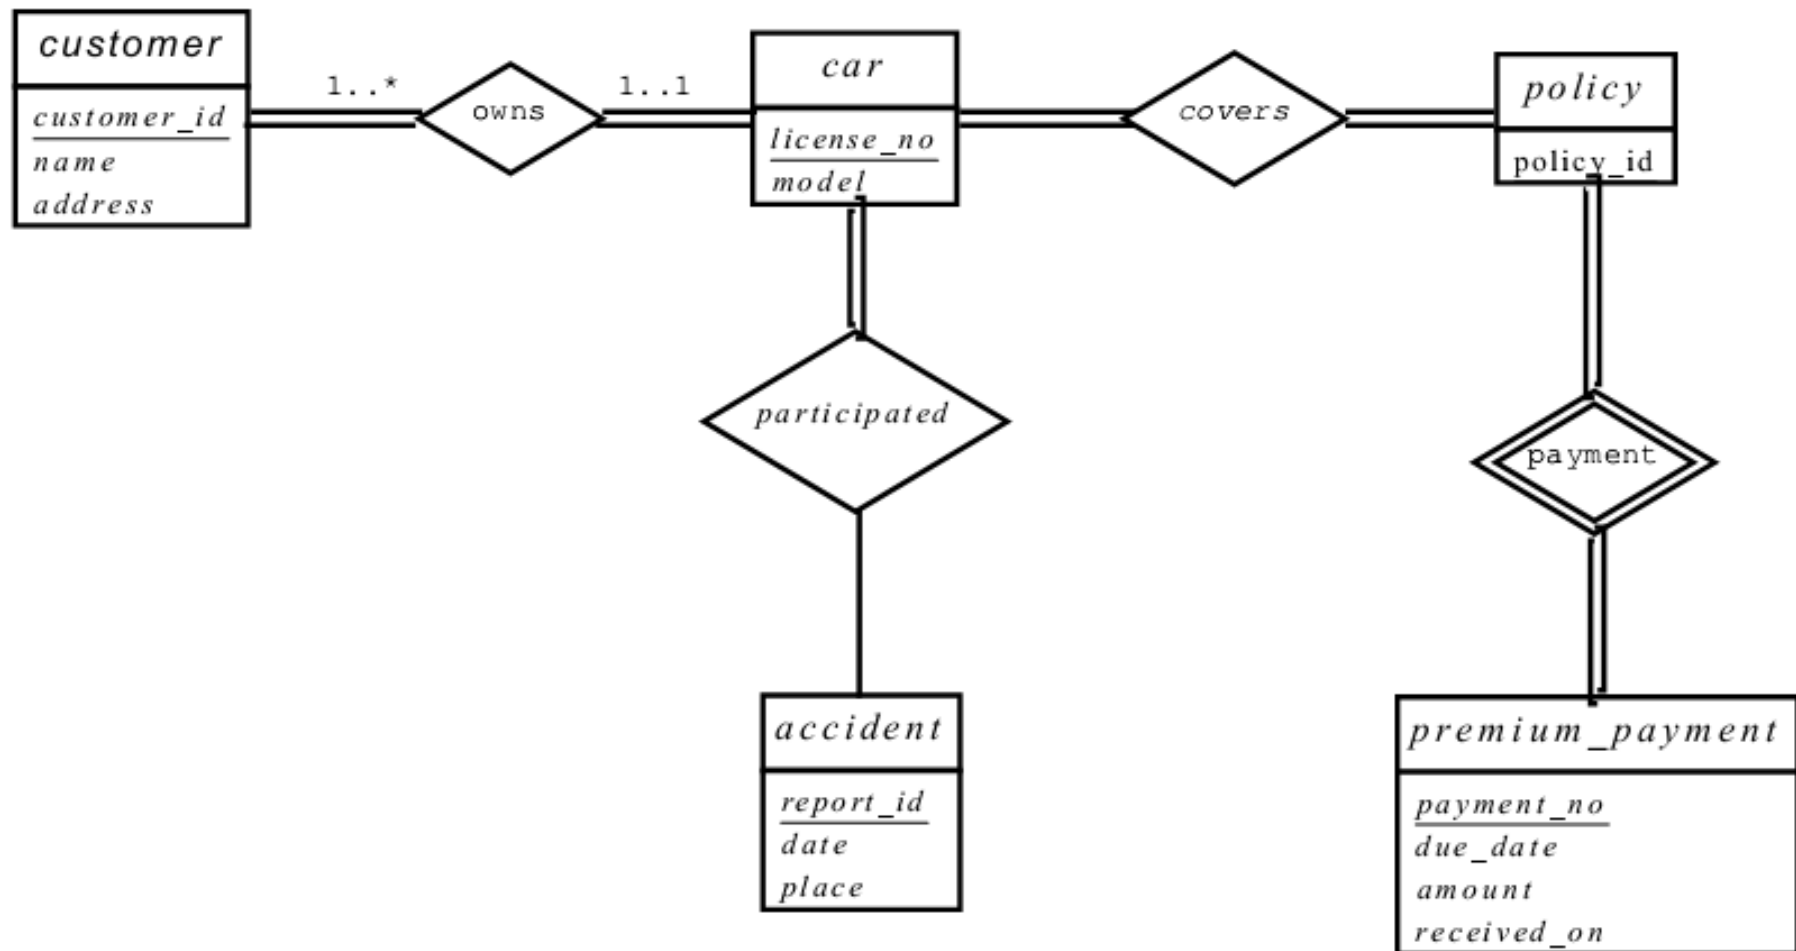 customer
customer_id
name
address
1..*
owns
1..1
car
license_no
model
covers
policy
policy_id
participated
payment
accident
report_id
date
place
premium_payment
payment_no
due_date
amount
received_on